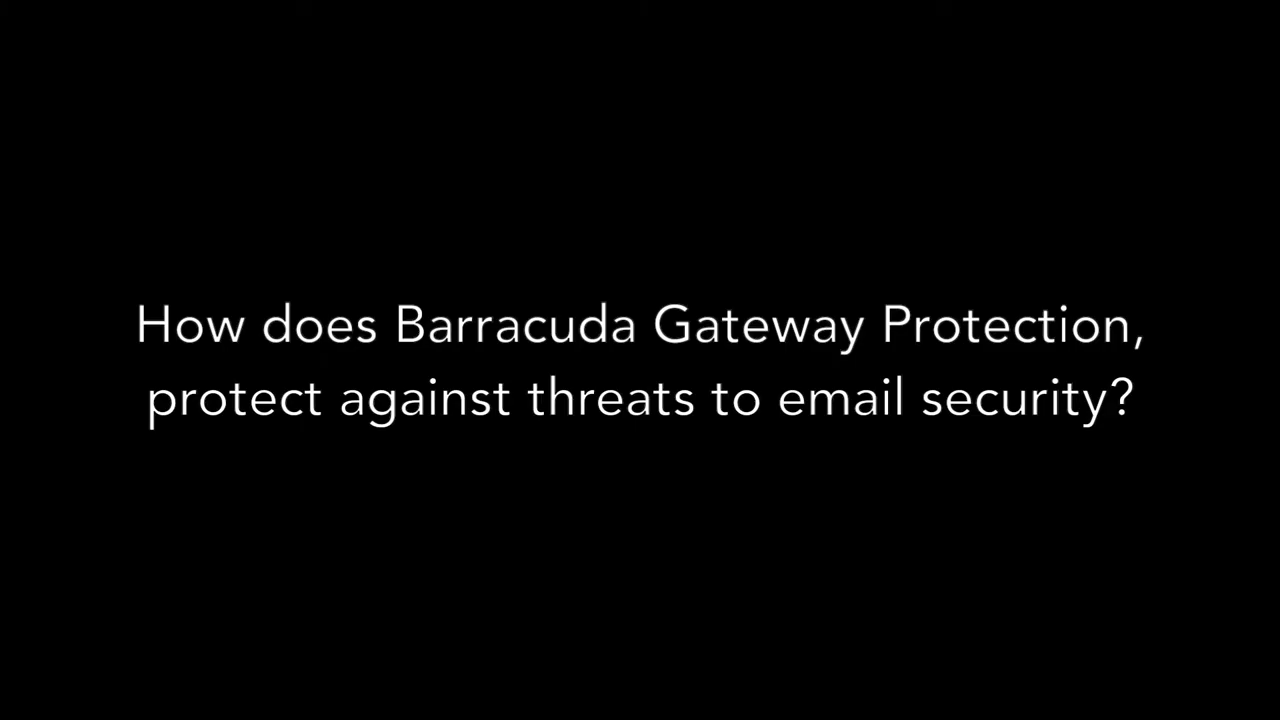 How does Barracuda Gateway Protection,
protect against threats to email security?